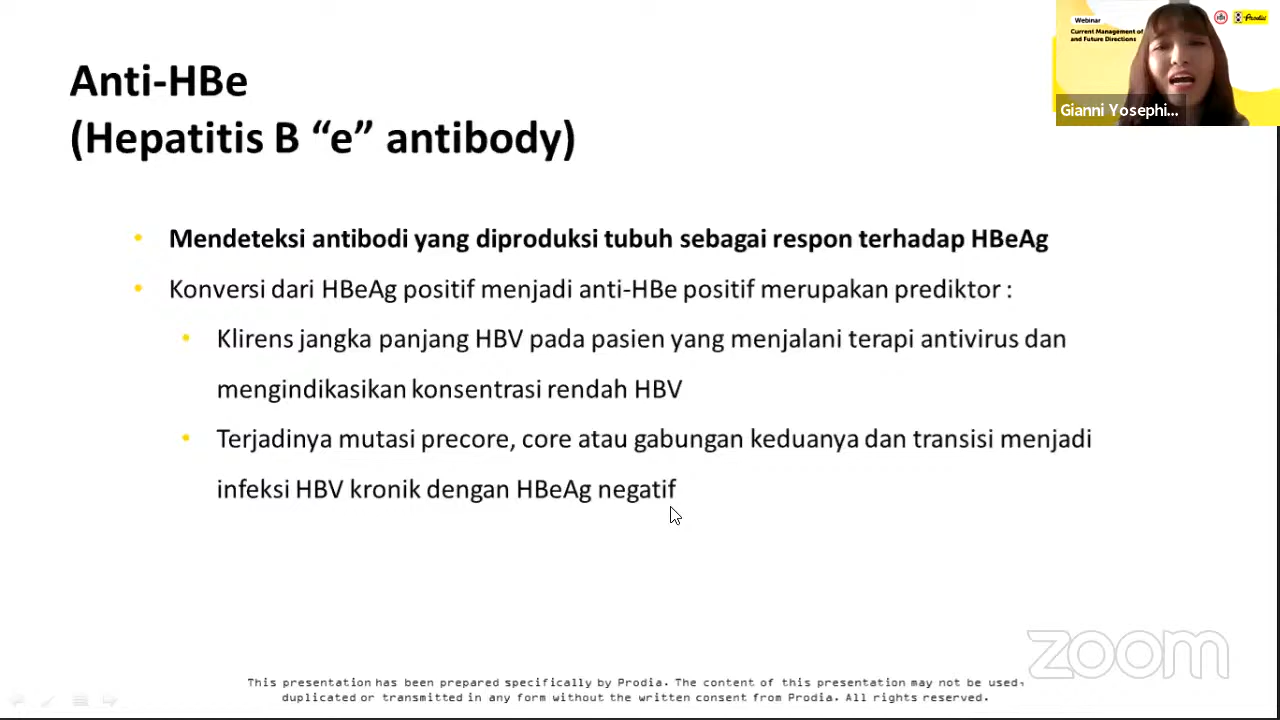 Anti-HBe
(Hepatitis B “e” antibody)
Mendeteksi antibodi yang diproduksi tubuh sebagai respon terhadap HBeAg
Konversi dari HBeAg positif menjadi anti-HBe positif merupakan prediktor :
Klirens jangka panjang HBV pada pasien yang menjalani terapi antivirus dan
mengindikasikan konsentrasi rendah HBV
Terjadinya mutasi precore, core atau gabungan keduanya dan transisi menjadi
infeksi HBV kronik dengan HBeAg negatif
Webinar
Current Management of
and Future Directions
Prodia
Gianni Yosephi...
zoom
This presentation has been prepared specifically by Prodia. The content of this presentation may not be used,
duplicated or transmitted in any form without the written consent from Prodia. All rights reserved.